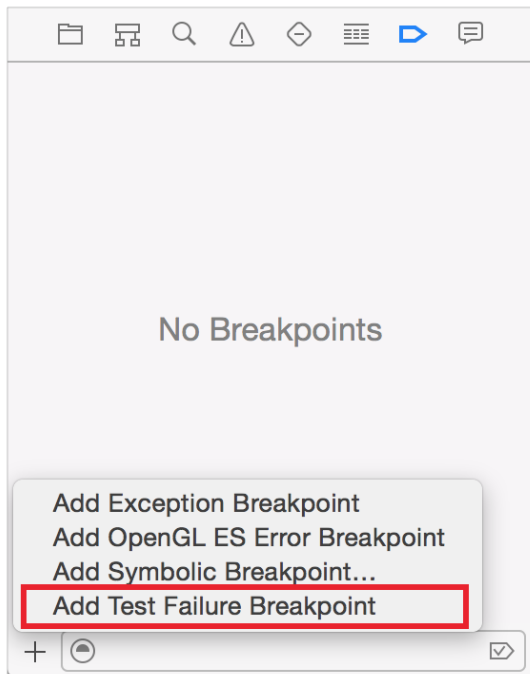 No Breakpoints
Add Exception Breakpoint
Add OpenGL ES Error Breakpoint
Add Symbolic Breakpoint...
Add Test Failure Breakpoint